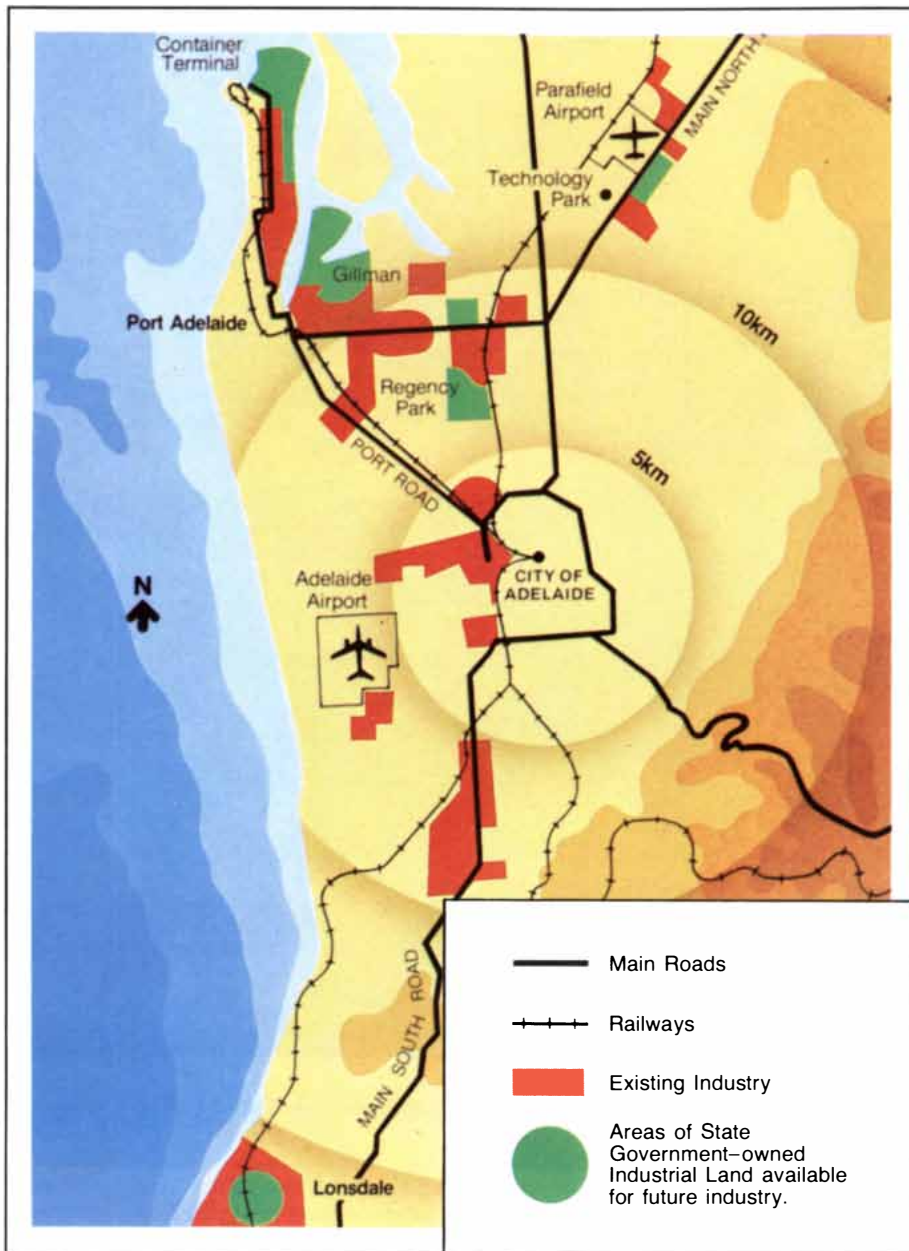 Container
Terminal
Parafield
Airport
MAIN NORTH
Technology
Park
Gillman
10km
Port Adelaide
Regency
Park
PORT ROAD
5km
N
Adelaide
Airport
CITY OF
ADELAIDE
MAIN SOUTH ROAD
Lonsdale
Main Roads
Railways
Existing Industry
Areas of State
Government–owned
Industrial Land available
for future industry.